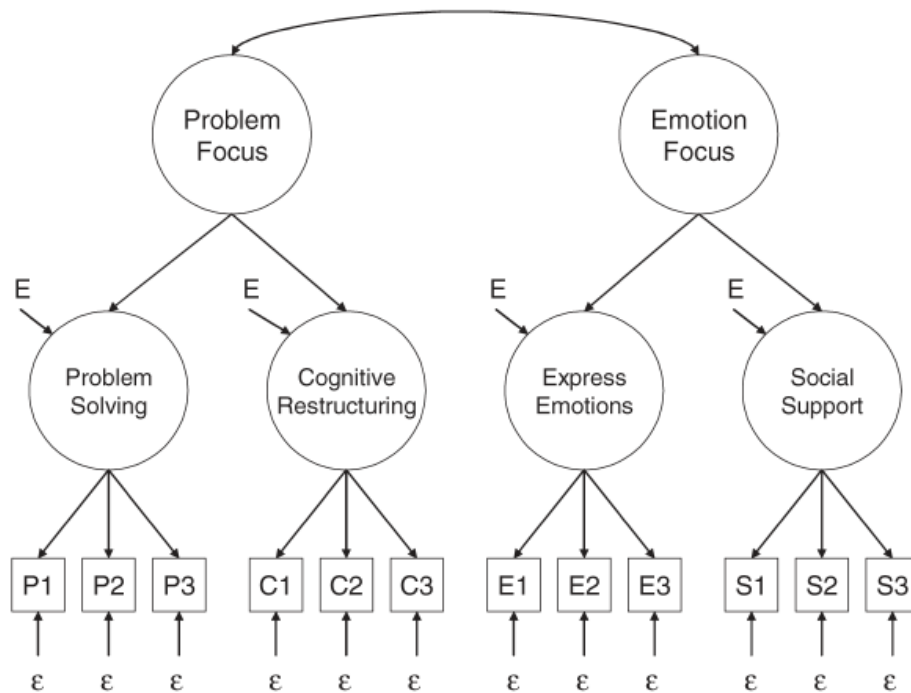 Problem
Focus
Emotion
Focus
E
E
E
E
Problem
Solving
Cognitive
Restructuring
Express
Emotions
Social
Support
P1 P2 P3 C1 C2 C3 E1 E2 E3 S1 S2 S3
ε ε ε ε ε ε ε ε ε ε ε ε